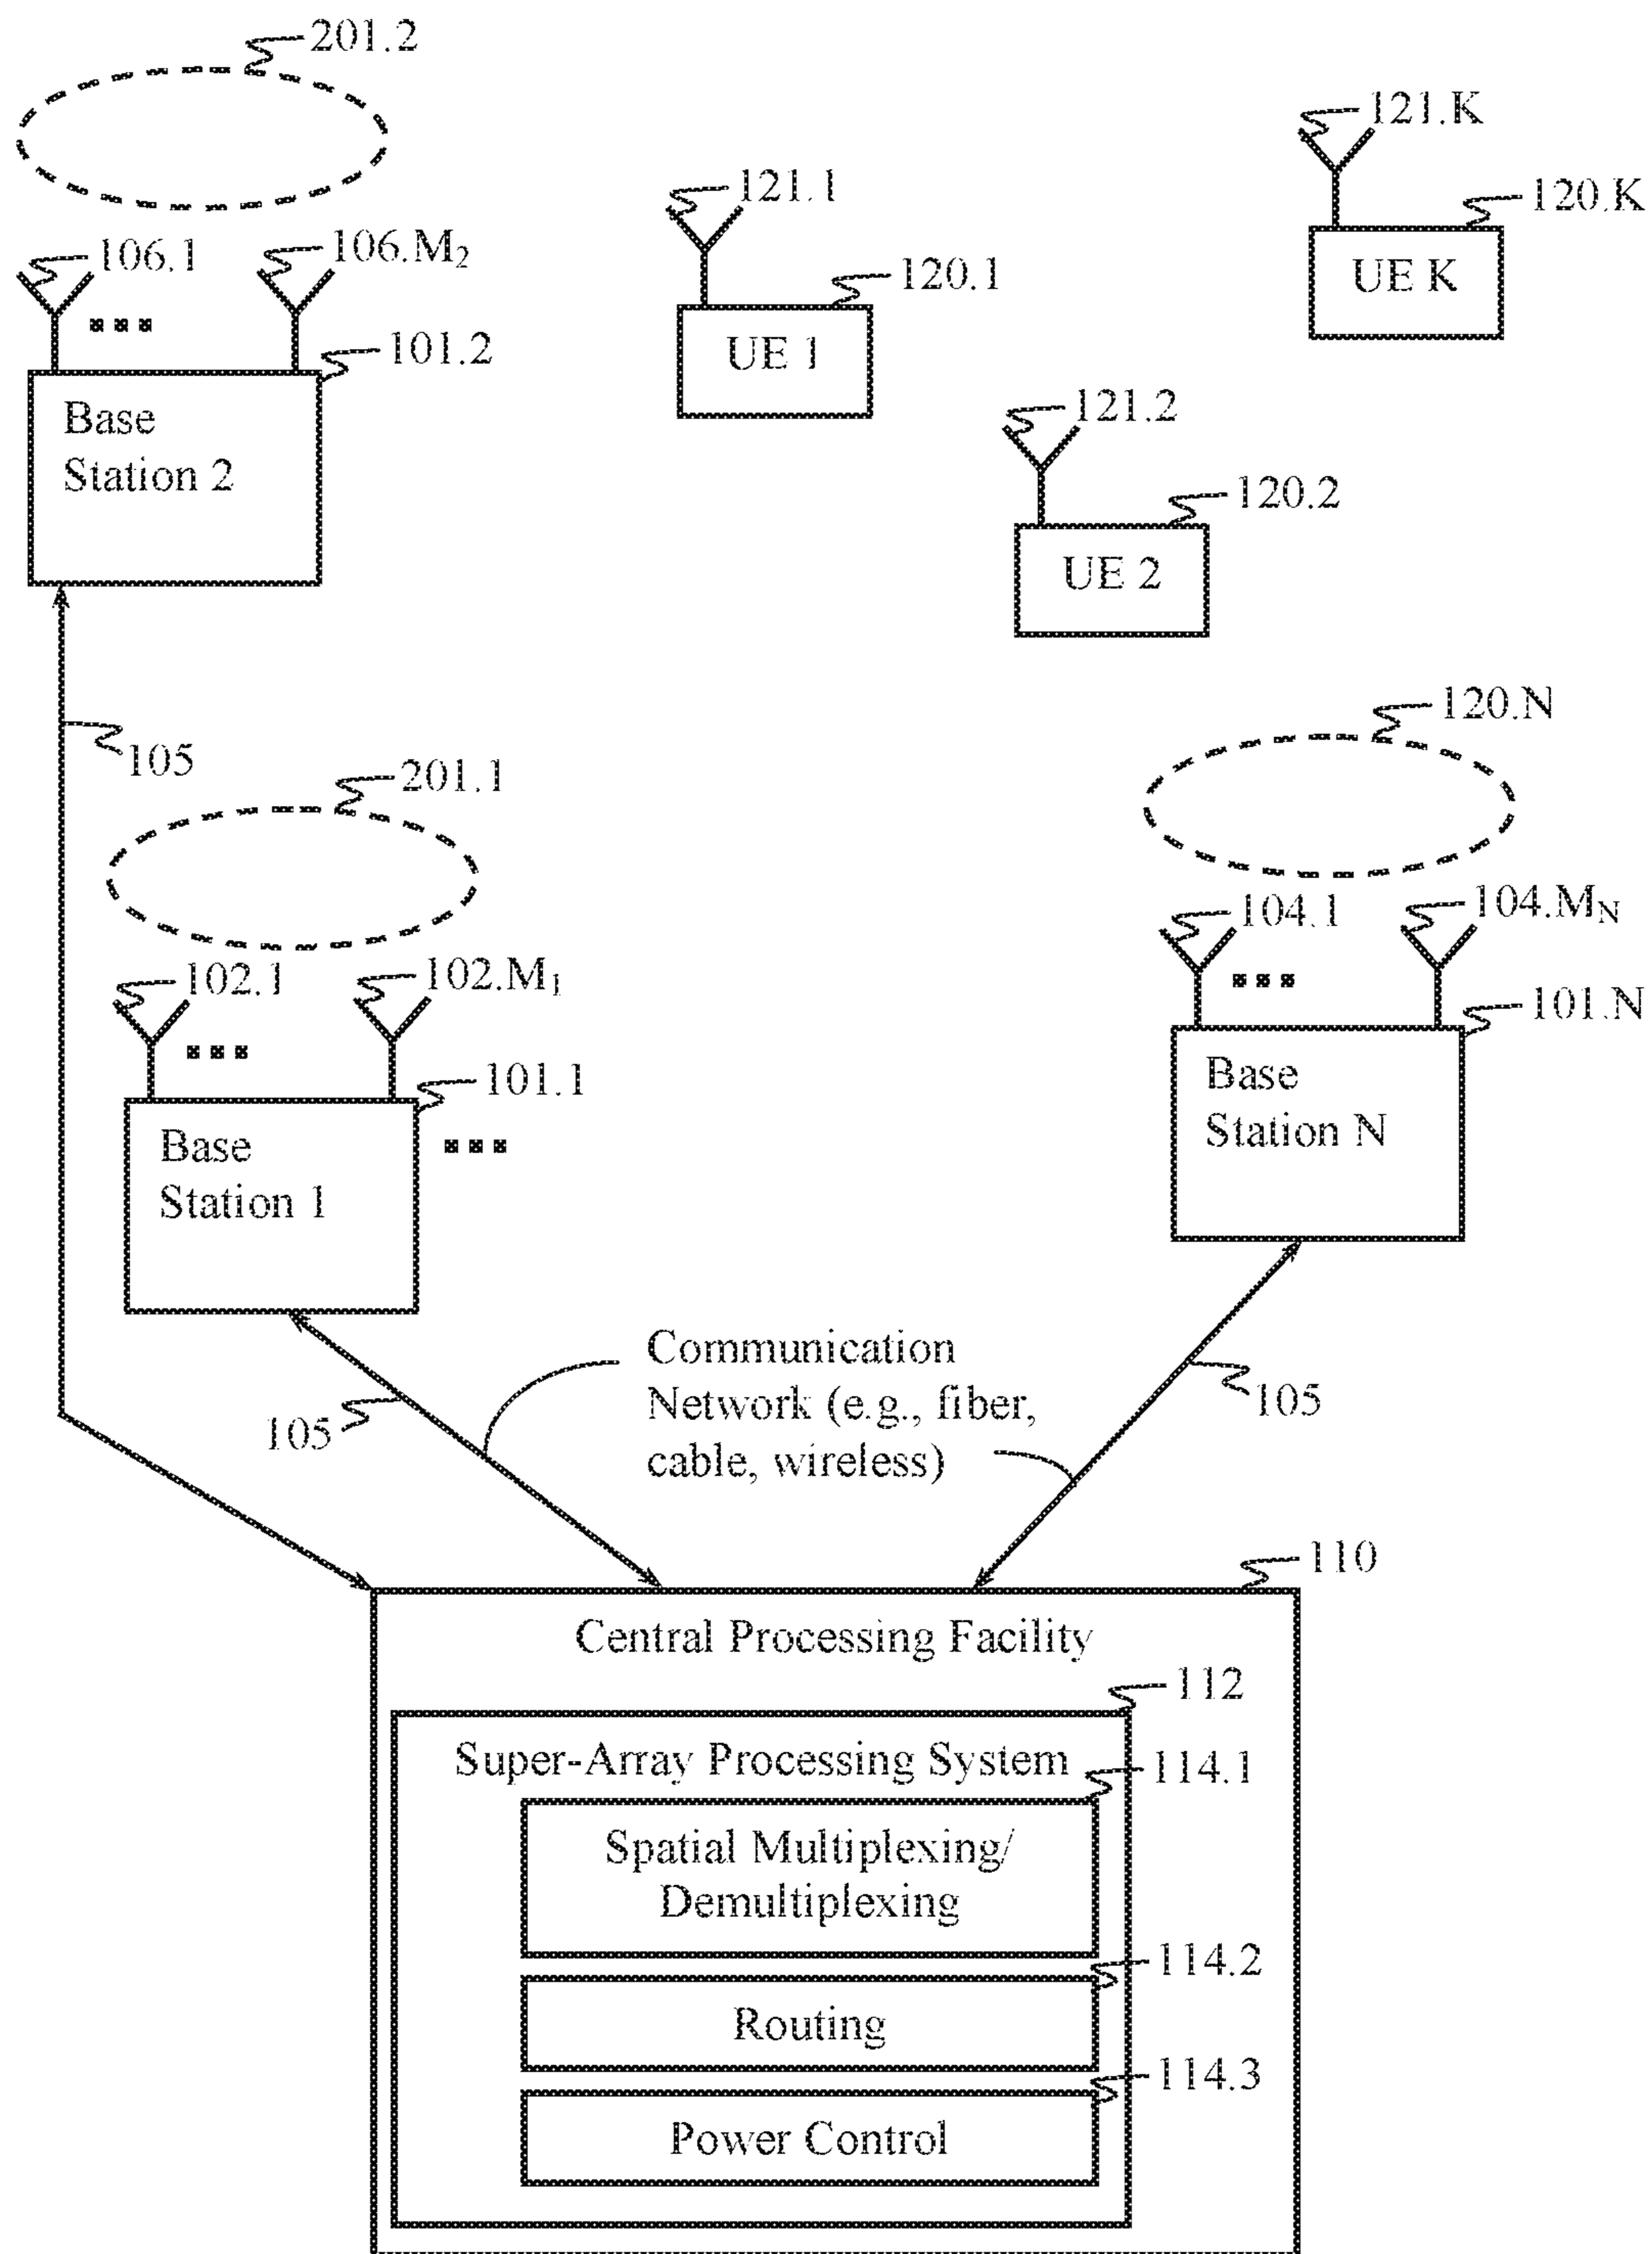 201.2
121.K
121.1
120.K
106.1
106.M₂
120.1
UE K
101.2
UE 1
Base
Station 2
121.2
120.2
UE 2
120.N
105
201.1
104.1
104.M_N
102.1
102.M₁
101.N
101.1
Base
Station N
Base
Station 1
Communication
Network (e.g., fiber,
cable, wireless)
105
105
110
Central Processing Facility
112
Super-Array Processing System
114.1
Spatial Multiplexing/
Demultiplexing
114.2
Routing
114.3
Power Control